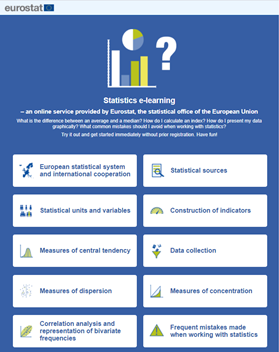 eurostat
?
Statistics e-learning
– an online service provided by Eurostat, the statistical office of the European Union
What is the difference between an average and a median? How do I calculate an index? How do I present my data
graphically? What common mistakes should I avoid when working with statistics?
Try it out and get started immediately without prior registration. Have fun!
European statistical system
and international cooperation
Statistical sources
Statistical units and variables
Construction of indicators
Measures of central tendency
Data collection
Measures of dispersion
Measures of concentration
Correlation analysis and
representation of bivariate
frequencies
Frequent mistakes made
when working with statistics